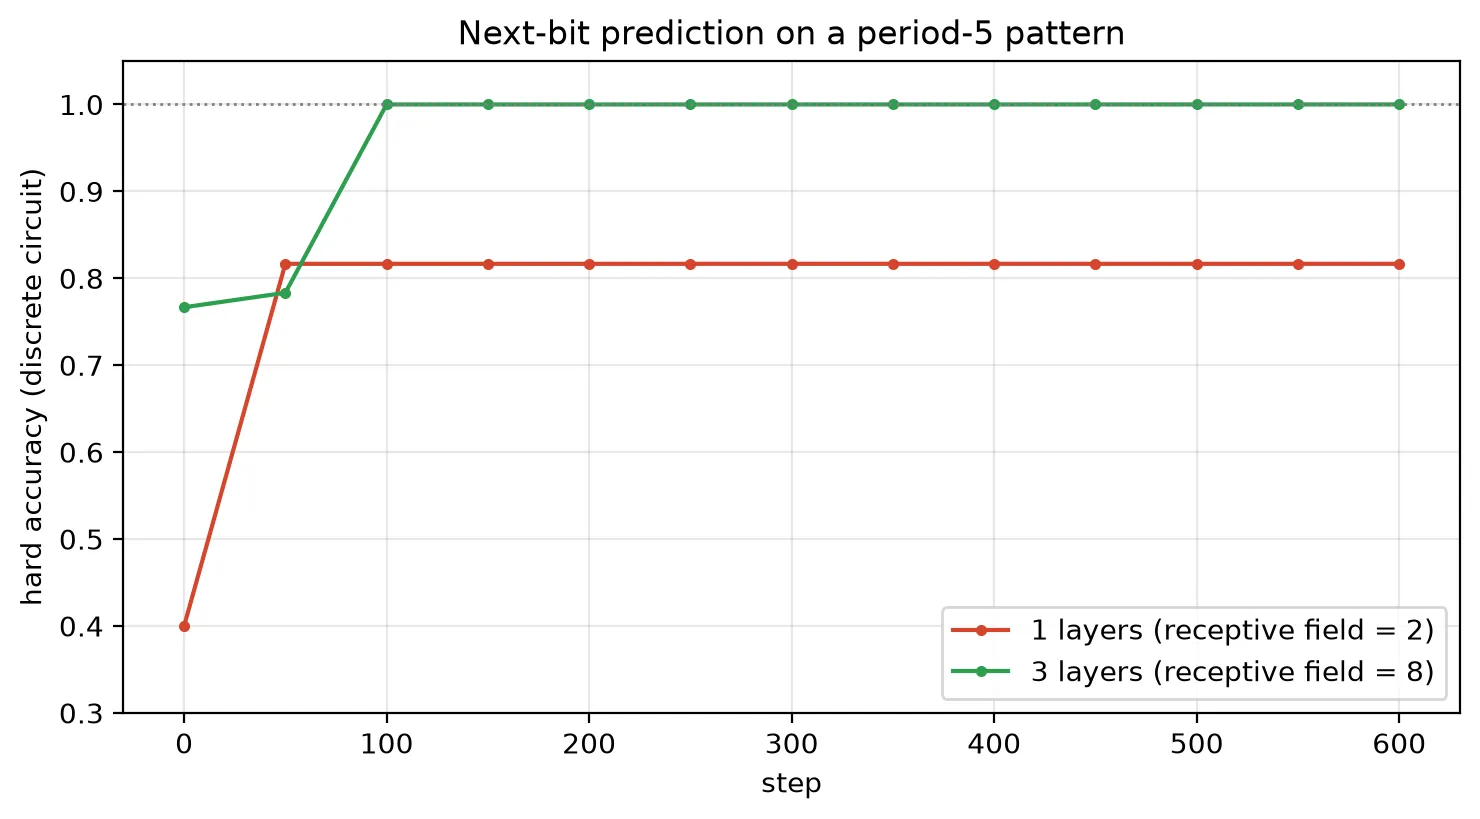 Next-bit prediction on a period-5 pattern
hard accuracy (discrete circuit)
1.0
0.9
0.8
0.7
0.6
0.5
0.4
0.3
1 layers (receptive field = 2)
3 layers (receptive field = 8)
0 100 200 300 400 500 600
step